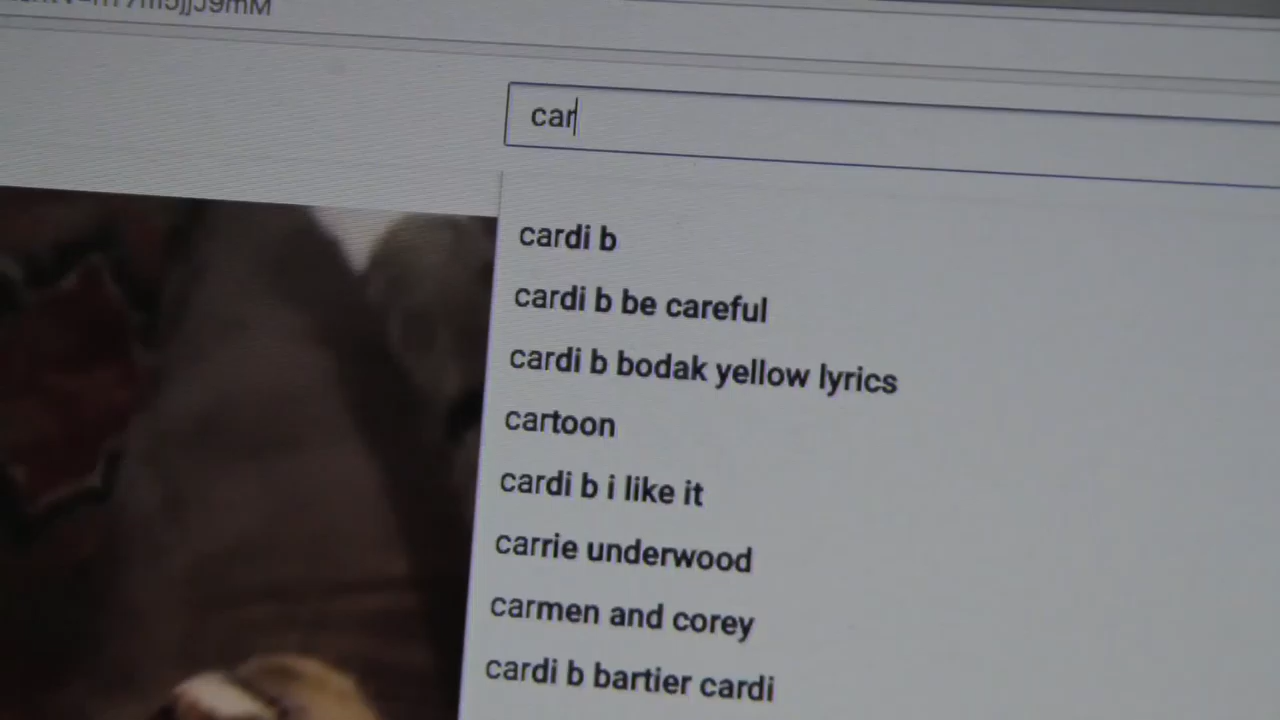 car
cardi b
cardi b be careful
cardi b bodak yellow lyrics
cartoon
cardi b i like it
carrie underwood
carmen and corey
cardi b bartier cardi